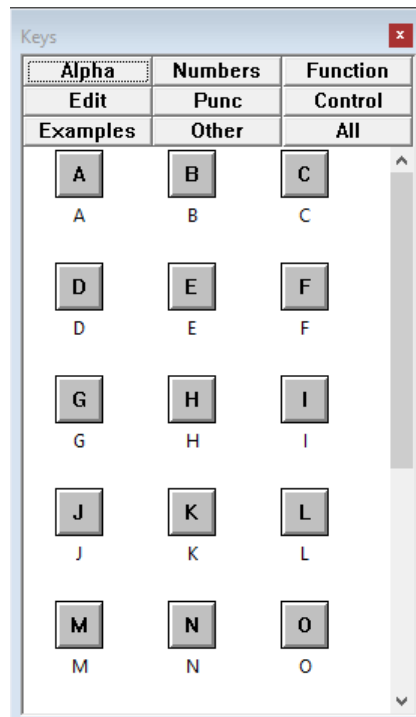 Keys x
Alpha Numbers Function
Edit Punc Control
Examples Other All
A B C
A B C
D E F
D E F
G H I
G H I
J K L
J K L
M N O
M N O